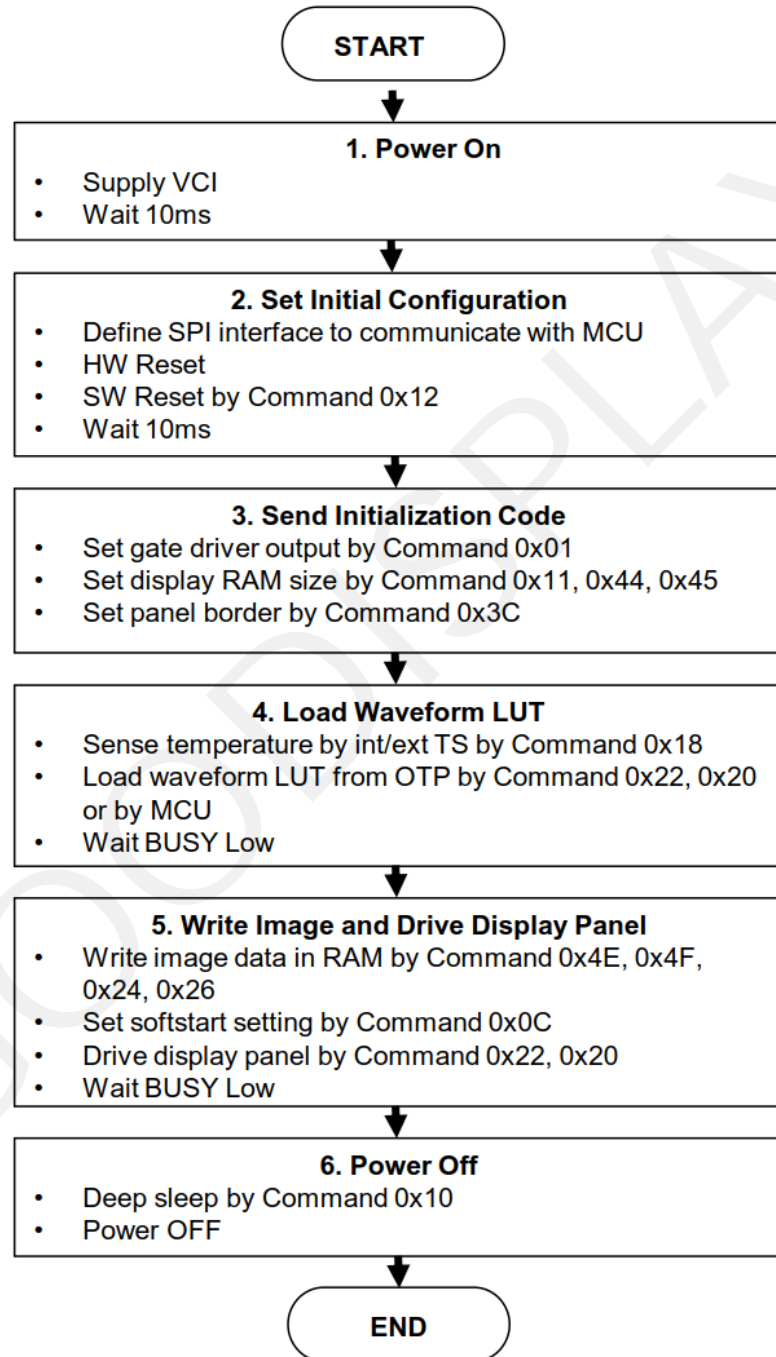 START
1. Power On
• Supply VCI
• Wait 10ms
2. Set Initial Configuration
• Define SPI interface to communicate with MCU
• HW Reset
• SW Reset by Command 0x12
• Wait 10ms
3. Send Initialization Code
• Set gate driver output by Command 0x01
• Set display RAM size by Command 0x11, 0x44, 0x45
• Set panel border by Command 0x3C
4. Load Waveform LUT
• Sense temperature by int/ext TS by Command 0x18
• Load waveform LUT from OTP by Command 0x22, 0x20
or by MCU
• Wait BUSY Low
5. Write Image and Drive Display Panel
• Write image data in RAM by Command 0x4E, 0x4F,
0x24, 0x26
• Set softstart setting by Command 0x0C
• Drive display panel by Command 0x22, 0x20
• Wait BUSY Low
6. Power Off
• Deep sleep by Command 0x10
• Power OFF
END